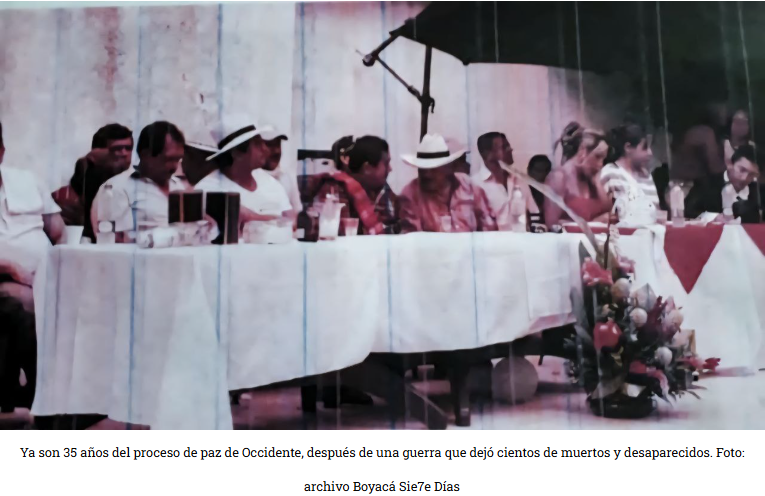 Ya son 35 años del proceso de paz de Occidente, después de una guerra que dejó cientos de muertos y desaparecidos. Foto:
archivo Boyacá Sie7e Días